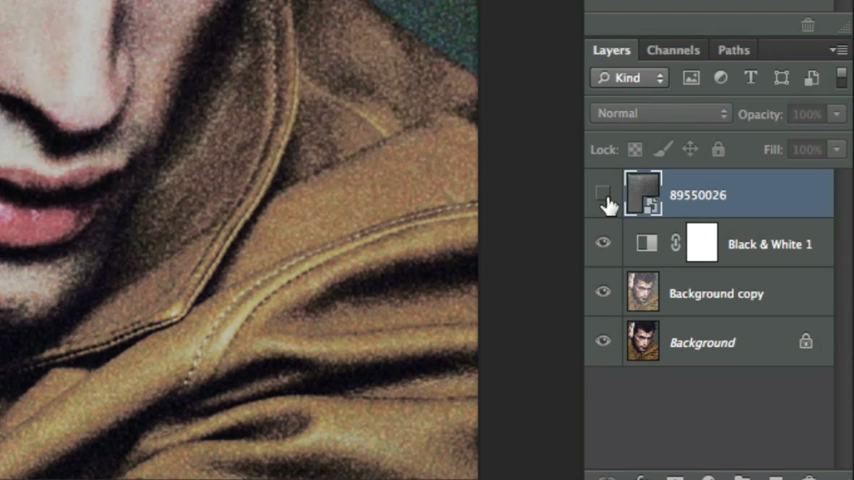 Layers Channels Paths
Kind T
Normal Opacity: 100%
Lock: Fill: 100%
89550026
Black & White 1
Background copy
Background